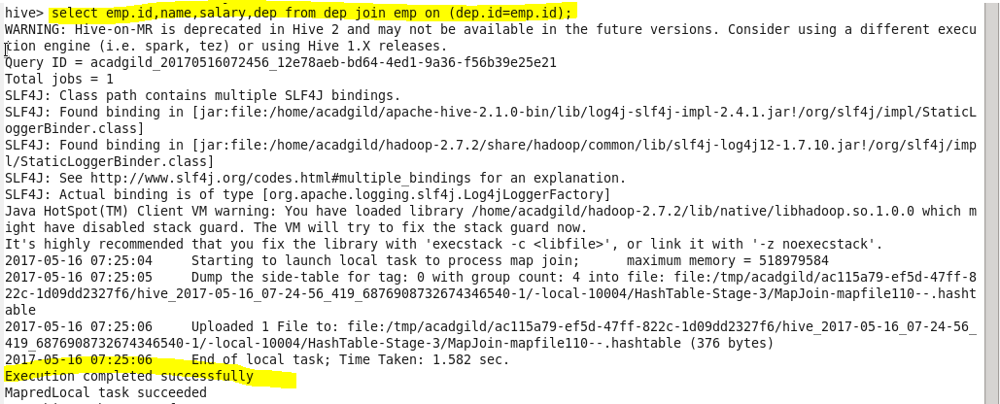 hive> select emp.id,name,salary,dep from dep join emp on (dep.id=emp.id);
WARNING: Hive-on-MR is deprecated in Hive 2 and may not be available in the future versions. Consider using a different execu
tion engine (i.e. spark, tez) or using Hive 1.X releases.
Query ID = acadgild_20170516072456_12e78aeb-bd64-4ed1-9a36-f56b39e25e21
Total jobs = 1
SLF4J: Class path contains multiple SLF4J bindings.
SLF4J: Found binding in [jar:file:/home/acadgild/apache-hive-2.1.0-bin/lib/log4j-slf4j-impl-2.4.1.jar!/org/slf4j/impl/StaticL
oggerBinder.class]
SLF4J: Found binding in [jar:file:/home/acadgild/hadoop-2.7.2/share/hadoop/common/lib/slf4j-log4j12-1.7.10.jar!/org/slf4j/imp
l/StaticLoggerBinder.class]
SLF4J: See http://www.slf4j.org/codes.html#multiple_bindings for an explanation.
SLF4J: Actual binding is of type [org.apache.logging.slf4j.Log4jLoggerFactory]
Java HotSpot(TM) Client VM warning: You have loaded library /home/acadgild/hadoop-2.7.2/lib/native/libhadoop.so.1.0.0 which m
ight have disabled stack guard. The VM will try to fix the stack guard now.
It's highly recommended that you fix the library with 'execstack -c <libfile>', or link it with '-z noexecstack'.
2017-05-16 07:25:04     Starting to launch local task to process map join;      maximum memory = 518979584
2017-05-16 07:25:05     Dump the side-table for tag: 0 with group count: 4 into file: file:/tmp/acadgild/ac115a79-ef5d-47ff-8
22c-1d09dd2327f6/hive_2017-05-16_07-24-56_419_6876908732674346540-1/-local-10004/HashTable-Stage-3/MapJoin-mapfile110--.hasht
able
2017-05-16 07:25:06     Uploaded 1 File to: file:/tmp/acadgild/ac115a79-ef5d-47ff-822c-1d09dd2327f6/hive_2017-05-16_07-24-56_
419_6876908732674346540-1/-local-10004/HashTable-Stage-3/MapJoin-mapfile110--.hashtable (376 bytes)
2017-05-16 07:25:06     End of local task; Time Taken: 1.582 sec.
Execution completed successfully
MapredLocal task succeeded